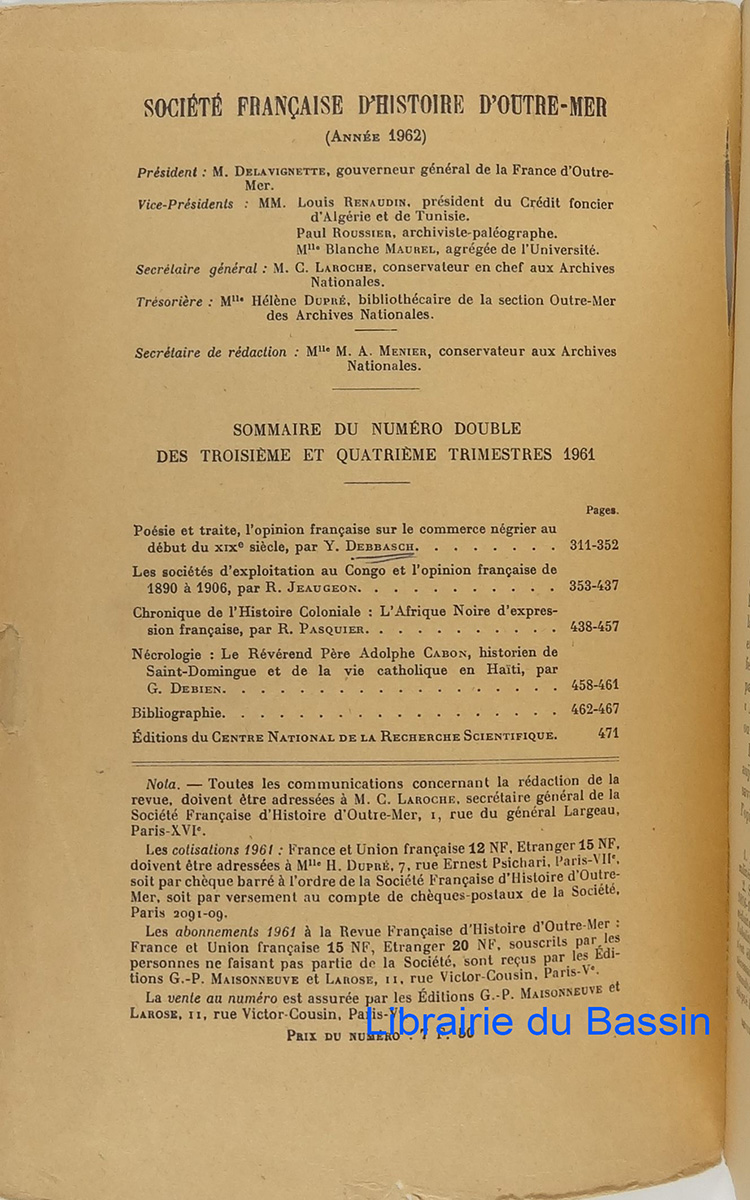 SOCIÉTÉ FRANÇAISE D'HISTOIRE D'OUTRE-MER
(ANNÉE 1962)
Président : M. DELAVIGNETTE, gouverneur général de la France d'Outre-
Mer.
Vice-Présidents : MM. Louis RENAUDIN, président du Crédit foncier
d'Algérie et de Tunisie.
Paul ROUSSIER, archiviste-paléographe.
Mlle Blanche MAUREL, agrégée de l'Université.
Secrétaire général : M. C. LAROCHE, conservateur en chef aux Archives
Nationales.
Trésorière : Mlle Hélène DUPRÉ, bibliothécaire de la section Outre-Mer
des Archives Nationales.
Secrétaire de rédaction : Mlle M. A. MENIER, conservateur aux Archives
Nationales.
SOMMAIRE DU NUMÉRO DOUBLE
DES TROISIÈME ET QUATRIÈME TRIMESTRES 1961
Pages.
Poésie et traite, l'opinion française sur le commerce négrier au
début du XIXe siècle, par Y. DEBBASCH. . . . . . . . 311-352
Les sociétés d'exploitation au Congo et l'opinion française de
1890 à 1906, par R. JEAUGEON. . . . . . . . . . . 353-437
Chronique de l'Histoire Coloniale : L'Afrique Noire d'expres-
sion française, par R. PASQUIER. . . . . . . . . . . 438-457
Nécrologie : Le Révérend Père Adolphe CABON, historien de
Saint-Domingue et de la vie catholique en Haïti, par
G. DEBIEN. . . . . . . . . . . . . . . . . . 458-461
Bibliographie. . . . . . . . . . . . . . . . . . 462-467
Éditions du CENTRE NATIONAL DE LA RECHERCHE SCIENTIFIQUE. 471
Nota. — Toutes les communications concernant la rédaction de la
revue, doivent être adressées à M. C. LAROCHE, secrétaire général de la
Société Française d'Histoire d'Outre-Mer, 1, rue du général Largeau,
Paris-XVIe.
Les cotisations 1961 : France et Union française 12 NF, Etranger 15 NF,
doivent être adressées à Mlle H. DUPRÉ, 7, rue Ernest Psichari, Paris-VIIe,
soit par chèque barré à l'ordre de la Société Française d'Histoire d'Outre-
Mer, soit par versement au compte de chèques-postaux de la Société,
Paris 2091-09.
Les abonnements 1961 à la Revue Française d'Histoire d'Outre-Mer :
France et Union française 15 NF, Etranger 20 NF, souscrits par les
personnes ne faisant pas partie de la Société, sont reçus par les Édi-
tions G.-P. MAISONNEUVE et LAROSE, 11, rue Victor-Cousin, Paris-Ve.
La vente au numéro est assurée par les Éditions G.-P. MAISONNEUVE et
LAROSE, 11, rue Victor-Cousin, Paris-V
Librairie du Bassin
PRIX DU NUMÉRO : 7 F. 50